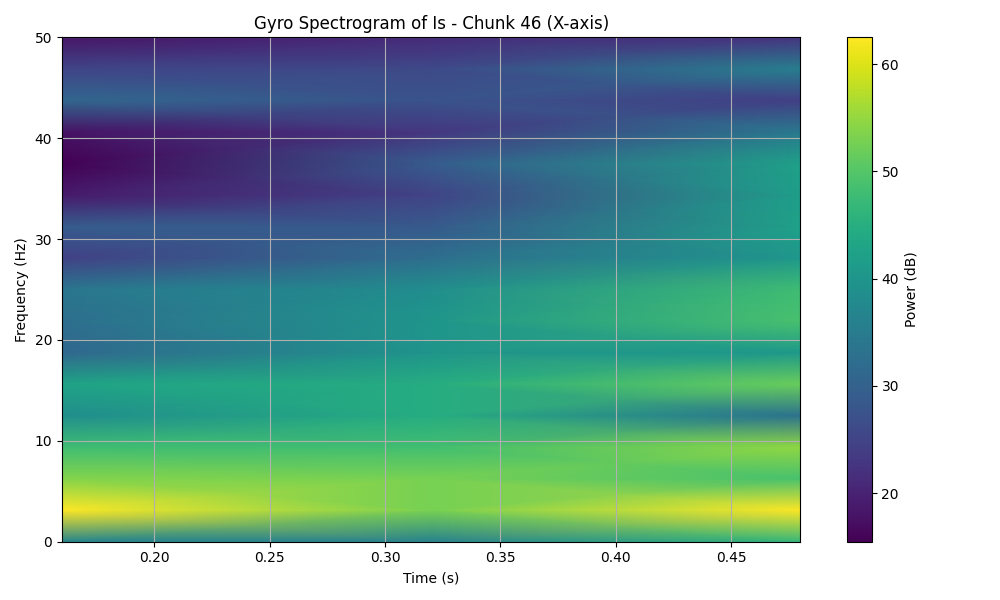 Gyro Spectrogram of Is - Chunk 46 (X-axis)
50
40
30
20
10
0
Frequency (Hz)
0.20 0.25 0.30 0.35 0.40 0.45
Time (s)
60
50
40
30
20
Power (dB)